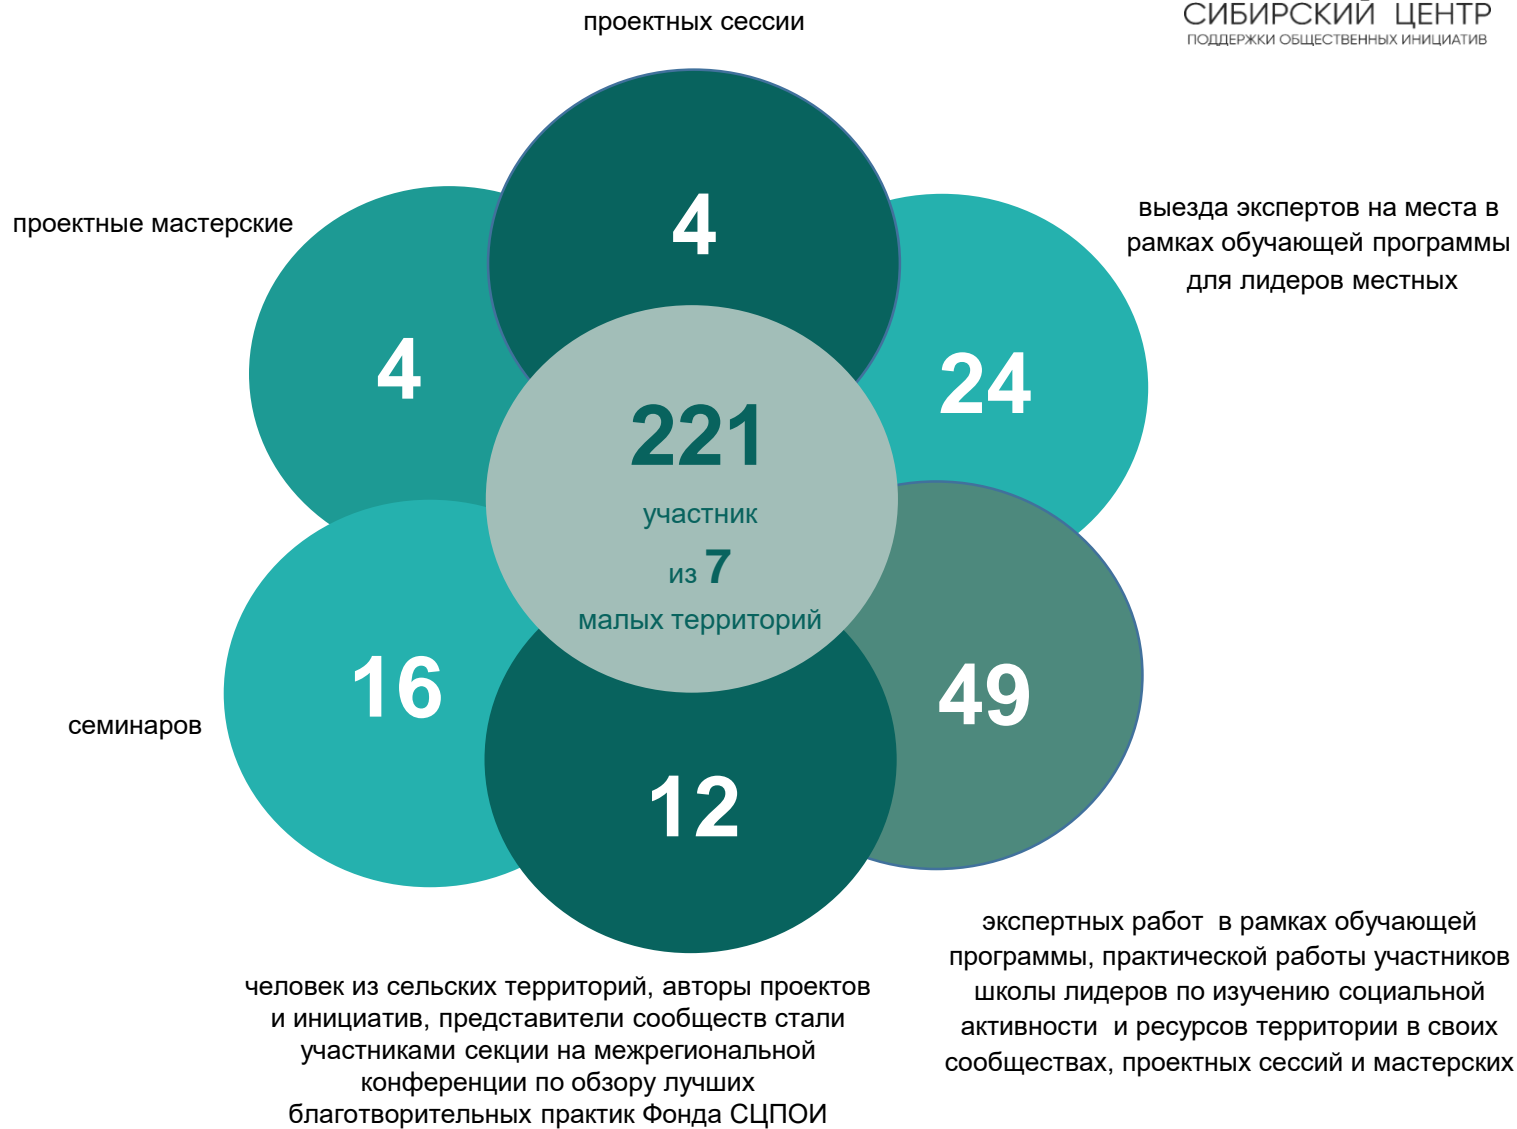 проектных сессии
СИБИРСКИЙ ЦЕНТР
ПОДДЕРЖКИ ОБЩЕСТВЕННЫХ ИНИЦИАТИВ
4
проектные мастерские
4
выезда экспертов на места в
рамках обучающей программы
для лидеров местных
24
221
участник
из 7
малых территорий
16
семинаров
49
12
экспертных работ  в рамках обучающей
программы, практической работы участников
школы лидеров по изучению социальной
активности  и ресурсов территории в своих
сообществах, проектных сессий и мастерских
человек из сельских территорий, авторы проектов
и инициатив, представители сообществ стали
участниками секции на межрегиональной
конференции по обзору лучших
благотворительных практик Фонда СЦПОИ